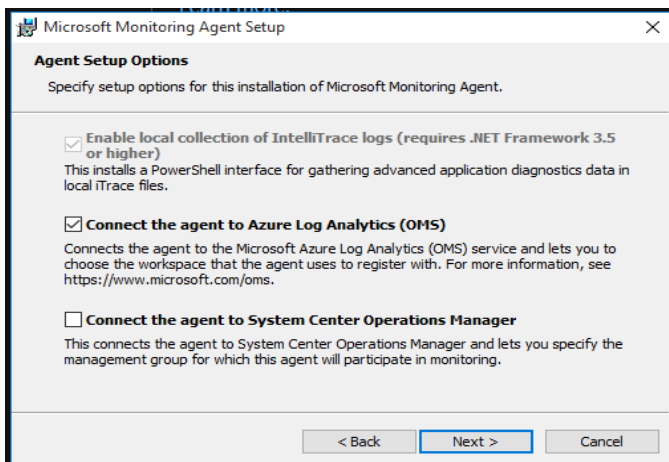 Learn more.
Microsoft Monitoring Agent Setup
Agent Setup Options
Specify setup options for this installation of Microsoft Monitoring Agent.
Enable local collection of IntelliTrace logs (requires .NET Framework 3.5
or higher)
This installs a PowerShell interface for gathering advanced application diagnostics data in
local iTrace files.
Connect the agent to Azure Log Analytics (OMS)
Connects the agent to the Microsoft Azure Log Analytics (OMS) service and lets you to
choose the workspace that the agent uses to register with. For more information, see
https://www.microsoft.com/oms.
Connect the agent to System Center Operations Manager
This connects the agent to System Center Operations Manager and lets you specify the
management group for which this agent will participate in monitoring.
< Back Next > Cancel